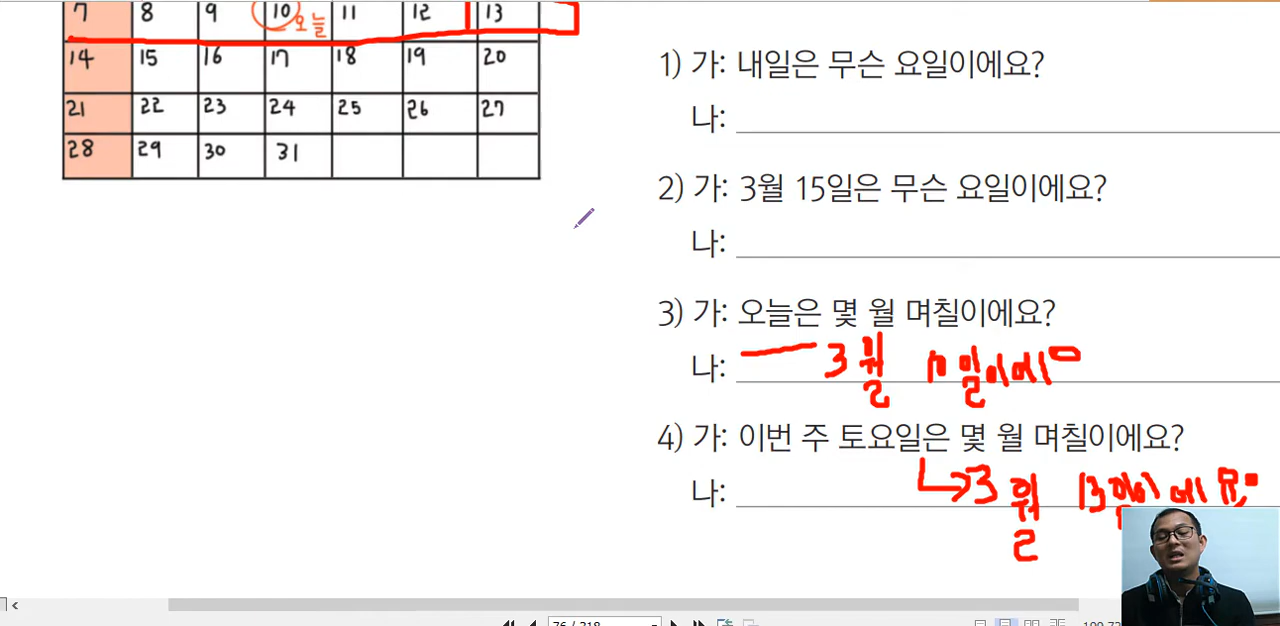 7 8 9 10 오늘 11 12 13
14 15 16 17 18 19 20
21 22 23 24 25 26 27
28 29 30 31
1) 가: 내일은 무슨 요일이에요?
나:
2) 가: 3월 15일은 무슨 요일이에요?
나:
3) 가: 오늘은 몇 월 며칠이에요?
나: 3월 10일이에
4) 가: 이번 주 토요일은 몇 월 며칠이에요?
나: 3월 13일이에요
76 / 218